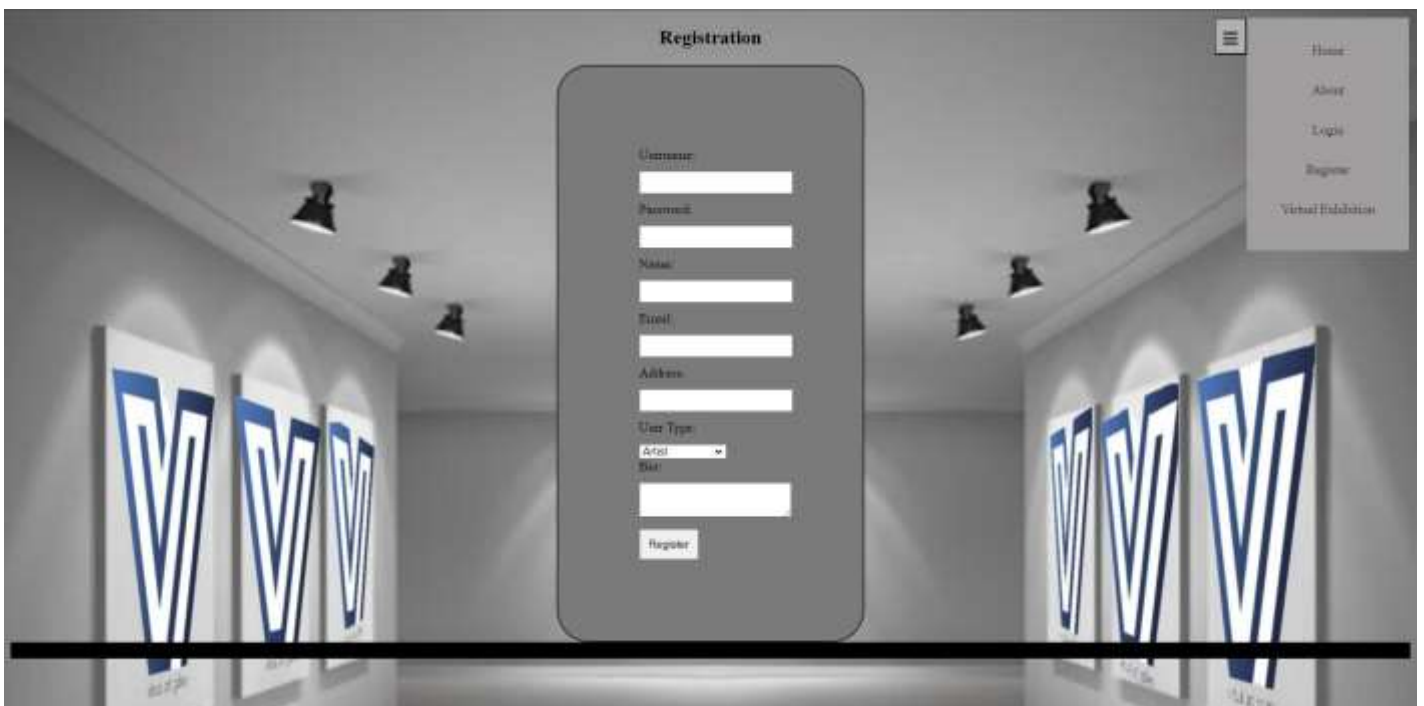 Registration
☰
Home
About
Login
Register
Virtual Exhibition
Username:
Password:
Name:
Email:
Address:
User Type:
Artist
Bio:
Register